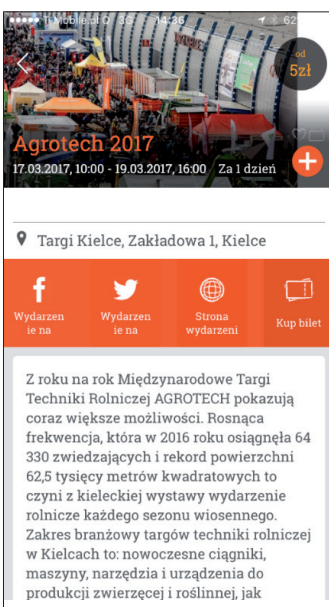 T-Mobile.pl Q 3G 14:36 62
od
5zł
Agrotech 2017
17.03.2017, 10:00 - 19.03.2017, 16:00 Za 1 dzień
Targi Kielce, Zakładowa 1, Kielce
Wydarzen
ie na
Wydarzen
ie na
Strona
wydarzeni
Kup bilet
Z roku na rok Międzynarodowe Targi
Techniki Rolniczej AGROTECH pokazują
coraz większe możliwości. Rosnąca
frekwencja, która w 2016 roku osiągnęła 64
330 zwiedzających i rekord powierzchni
62,5 tysięcy metrów kwadratowych to
czyni z kieleckiej wystawy wydarzenie
rolnicze każdego sezonu wiosennego.
Zakres branżowy targów techniki rolniczej
w Kielcach to: nowoczesne ciągniki,
maszyny, narzędzia i urządzenia do
produkcji zwierzęcej i roślinnej, jak